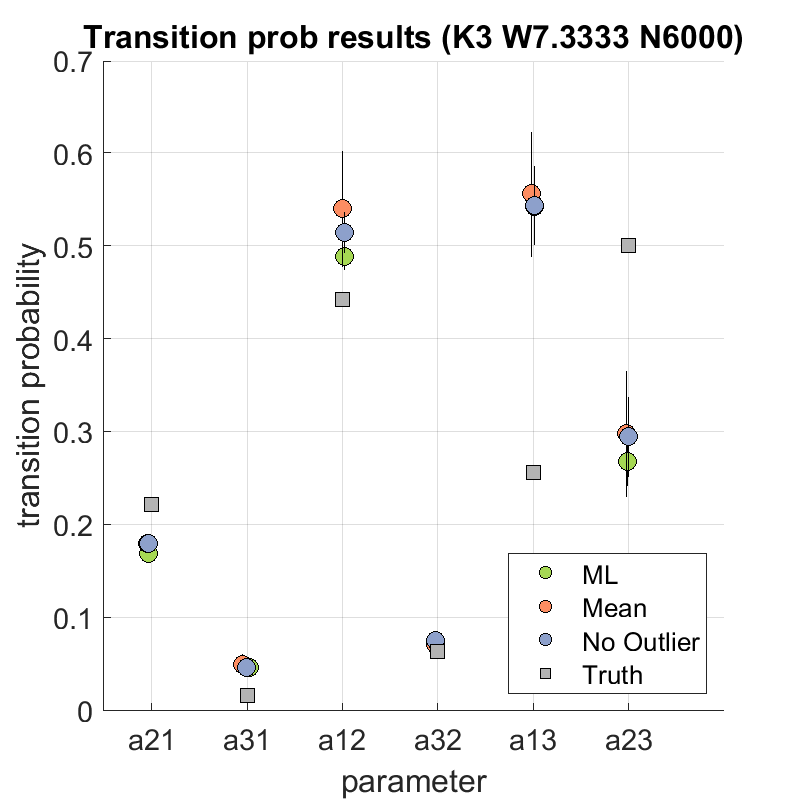 Transition prob results (K3 W7.3333 N6000)
0.7
0.6
0.5
0.4
0.3
0.2
0.1
0
transition probability
a21 a31 a12 a32 a13 a23
parameter
ML
Mean
No Outlier
Truth